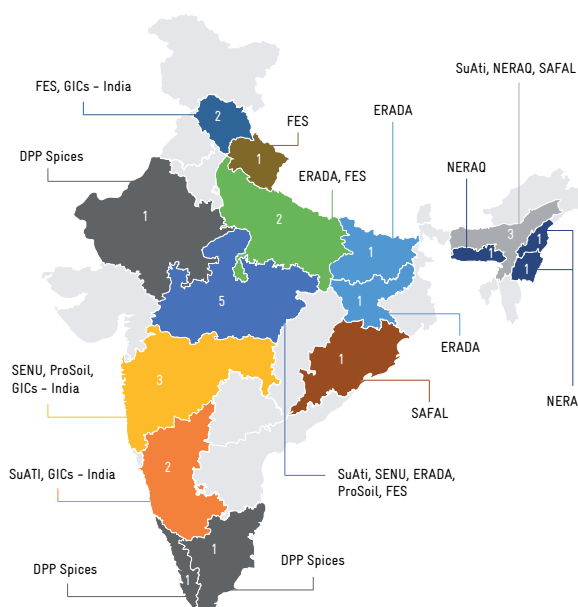 SuAti, NERAQ, SAFAL
FES, GICs - India
ERADA
2
FES
DPP Spices
1
NERAQ
ERADA, FES
1
2
3
1
1
1
1
5
1
ERADA
1
SENU, ProSoil,
GICs - India
3
NERA
SAFAL
2
SuATI, GICs - India
SuAti, SENU, ERADA,
ProSoil, FES
1
DPP Spices
DPP Spices
1